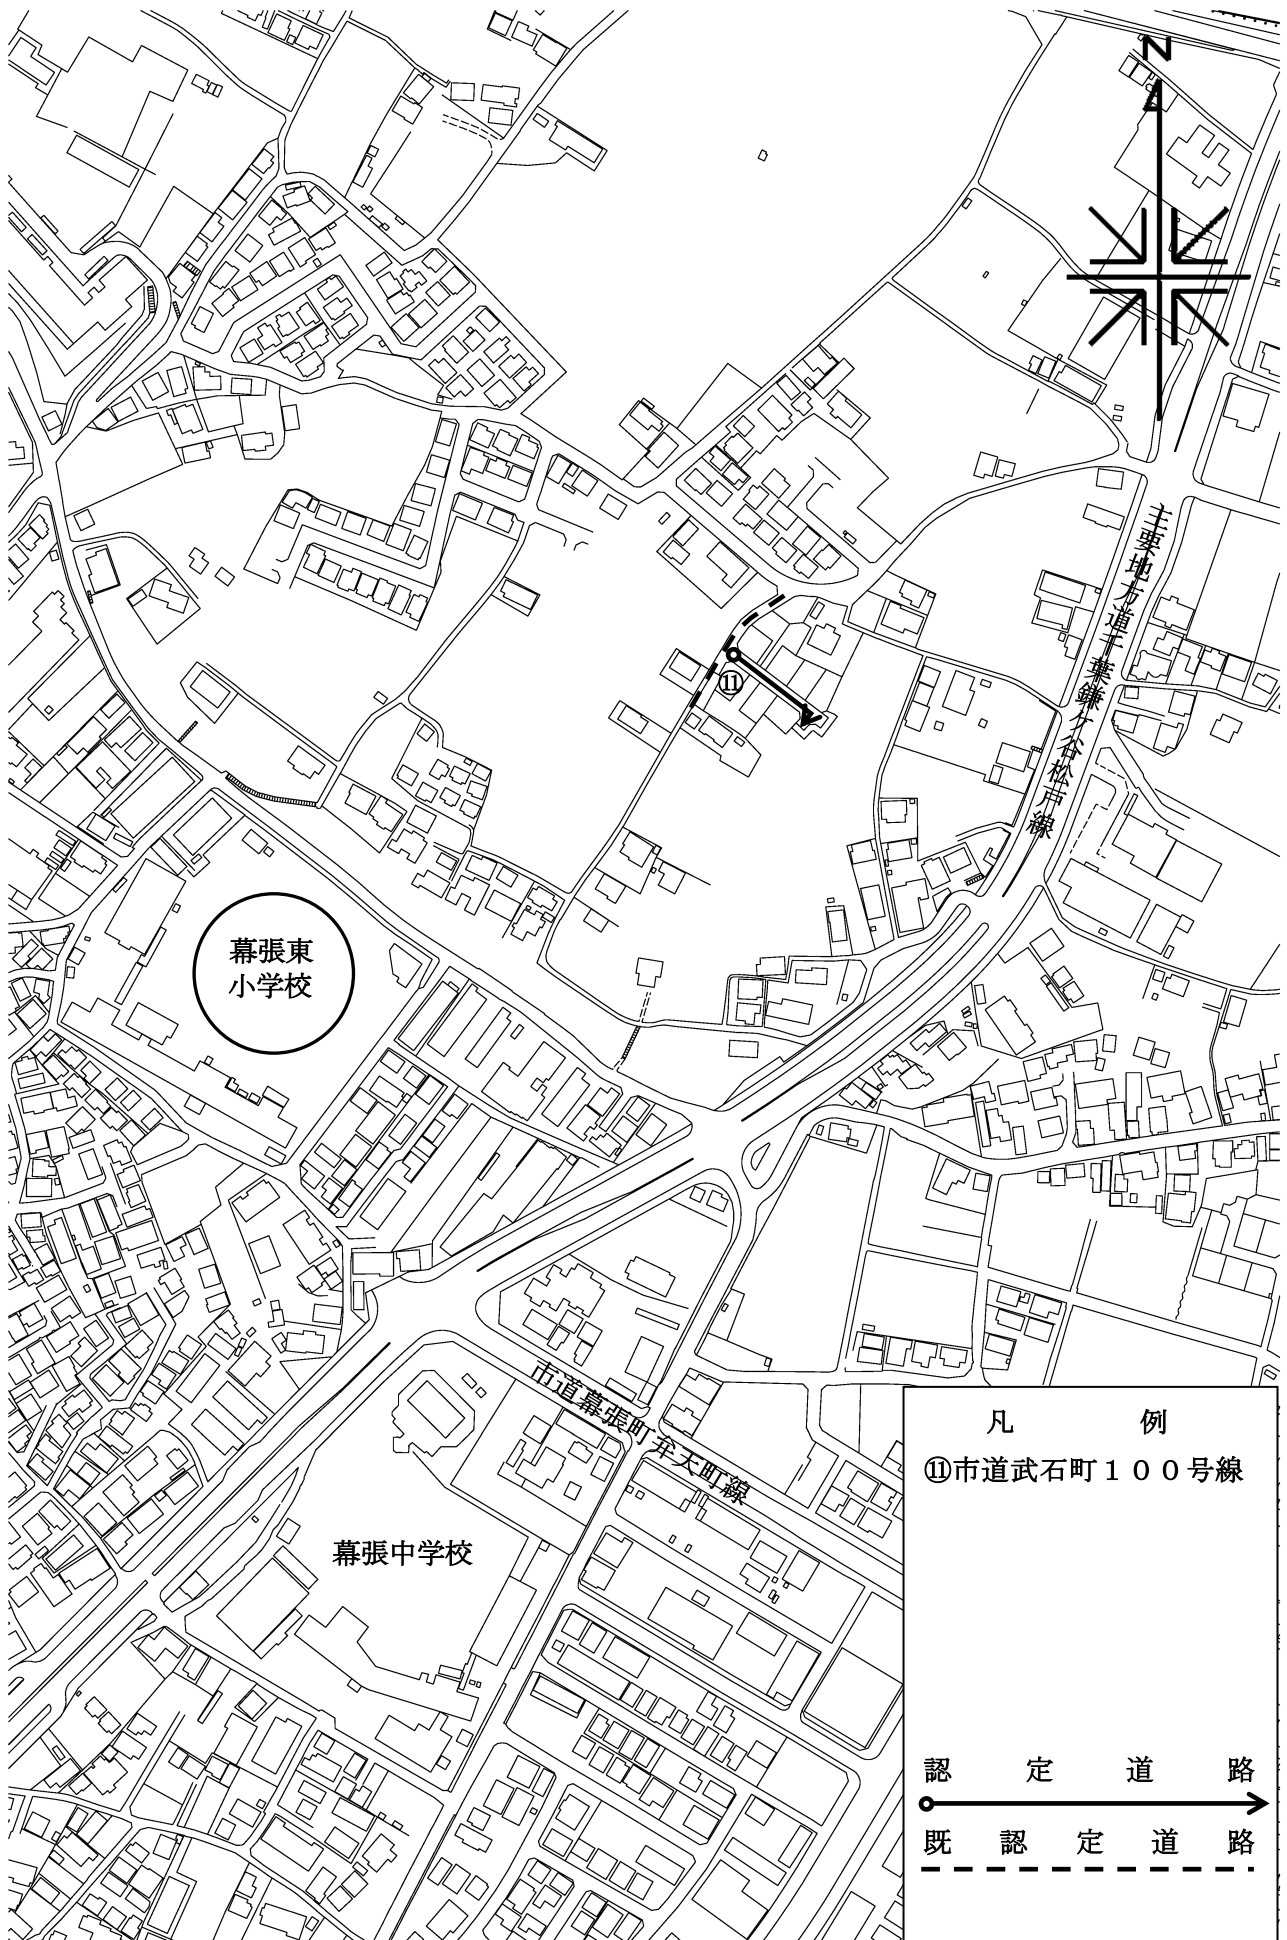 N
主要地方道千葉鎌ケ谷松戸線
⑪
幕張東
小学校
市道幕張町弁天町線
幕張中学校
凡　例
⑪市道武石町１００号線
認定道路
既認定道路